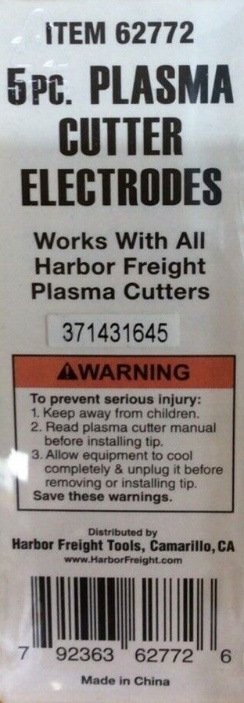 ITEM 62772
5 PC. PLASMA
CUTTER
ELECTRODES
Works With All
Harbor Freight
Plasma Cutters
371431645
⚠WARNING
To prevent serious injury:
1. Keep away from children.
2. Read plasma cutter manual
before installing tip.
3. Allow equipment to cool
completely & unplug it before
removing or installing tip.
Save these warnings.
Distributed by
Harbor Freight Tools, Camarillo, CA
www.HarborFreight.com
7 92363 62772 6
Made in China